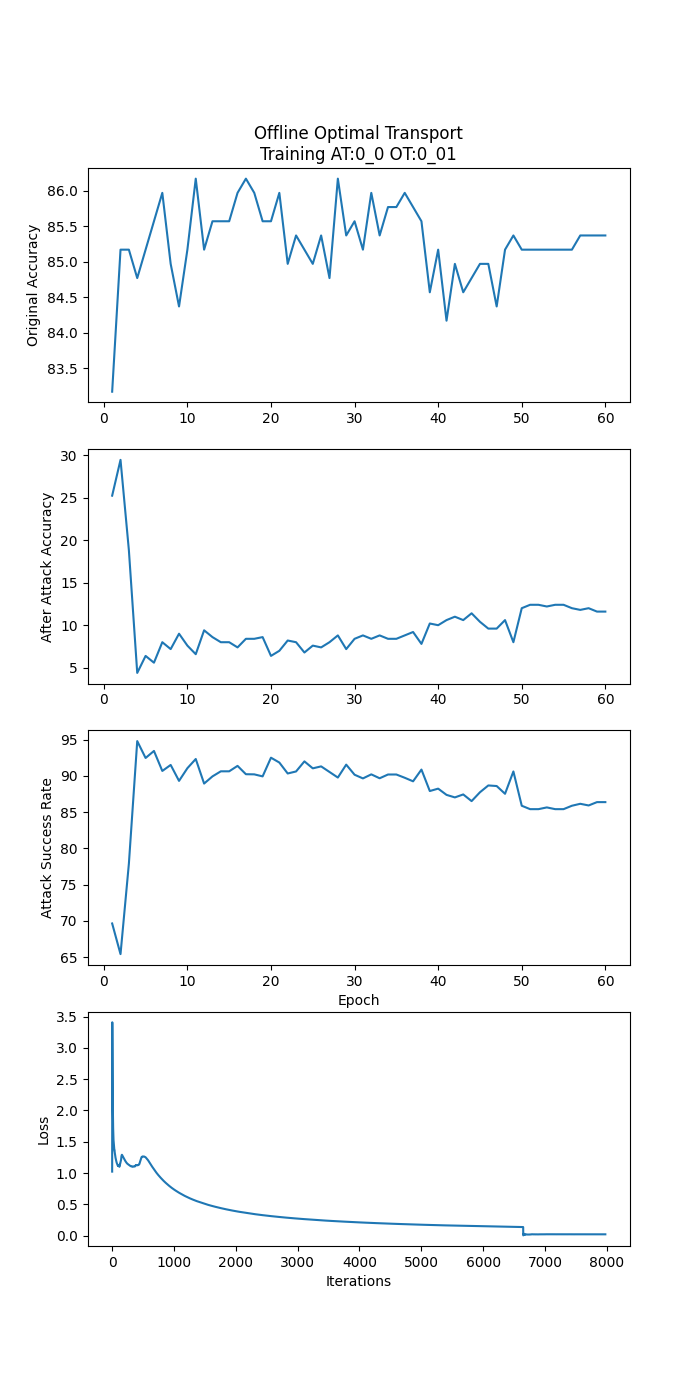 Offline Optimal Transport
Training AT:0_0 OT:0_01
Original Accuracy
86.0
85.5
85.0
84.5
84.0
83.5
0 10 20 30 40 50 60
After Attack Accuracy
30
25
20
15
10
5
0 10 20 30 40 50 60
Attack Success Rate
95
90
85
80
75
70
65
0 10 20 30 40 50 60
Epoch
Loss
3.5
3.0
2.5
2.0
1.5
1.0
0.5
0.0
0 1000 2000 3000 4000 5000 6000 7000 8000
Iterations